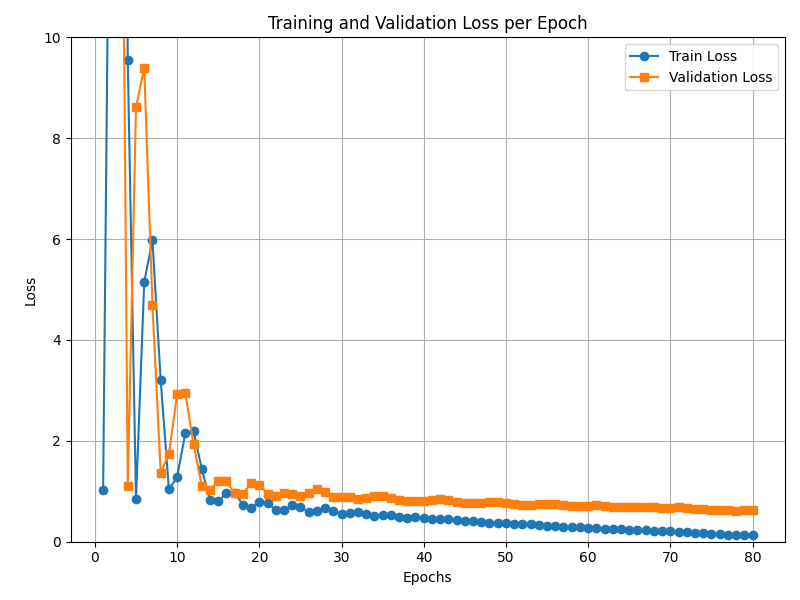 Training and Validation Loss per Epoch
Train Loss
Validation Loss
Loss
10
8
6
4
2
0
0 10 20 30 40 50 60 70 80
Epochs